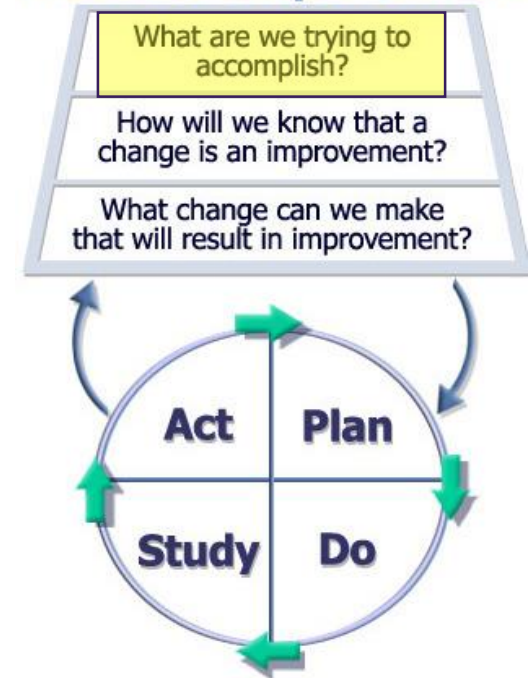 What are we trying to
accomplish?
How will we know that a
change is an improvement?
What change can we make
that will result in improvement?
Act
Plan
Study
Do